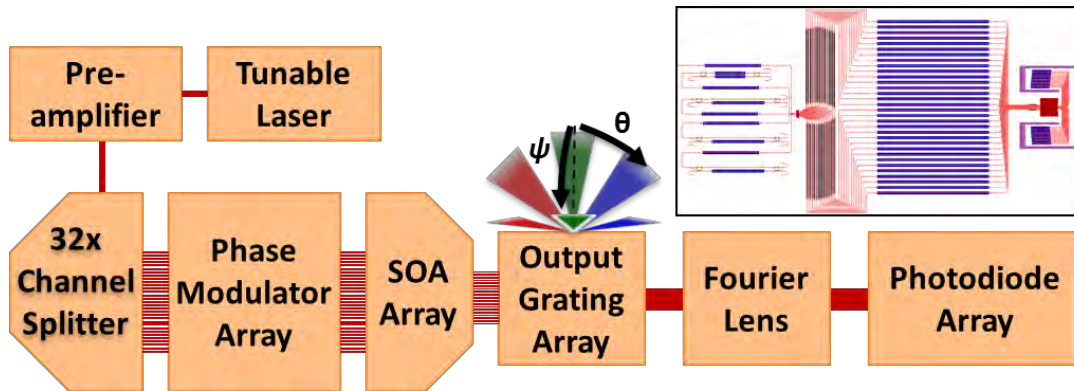 Pre-
amplifier
Tunable
Laser
32x
Channel
Splitter
Phase
Modulator
Array
SOA
Array
ψ
θ
Output
Grating
Array
Fourier
Lens
Photodiode
Array